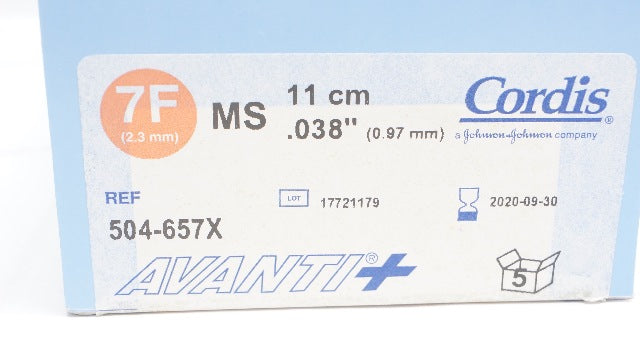 7F
(2.3 mm)
MS
11 cm
.038" (0.97 mm)
Cordis®
a Johnson & Johnson company
REF
504-657X
LOT 17721179
2020-09-30
AVANTI®+
5